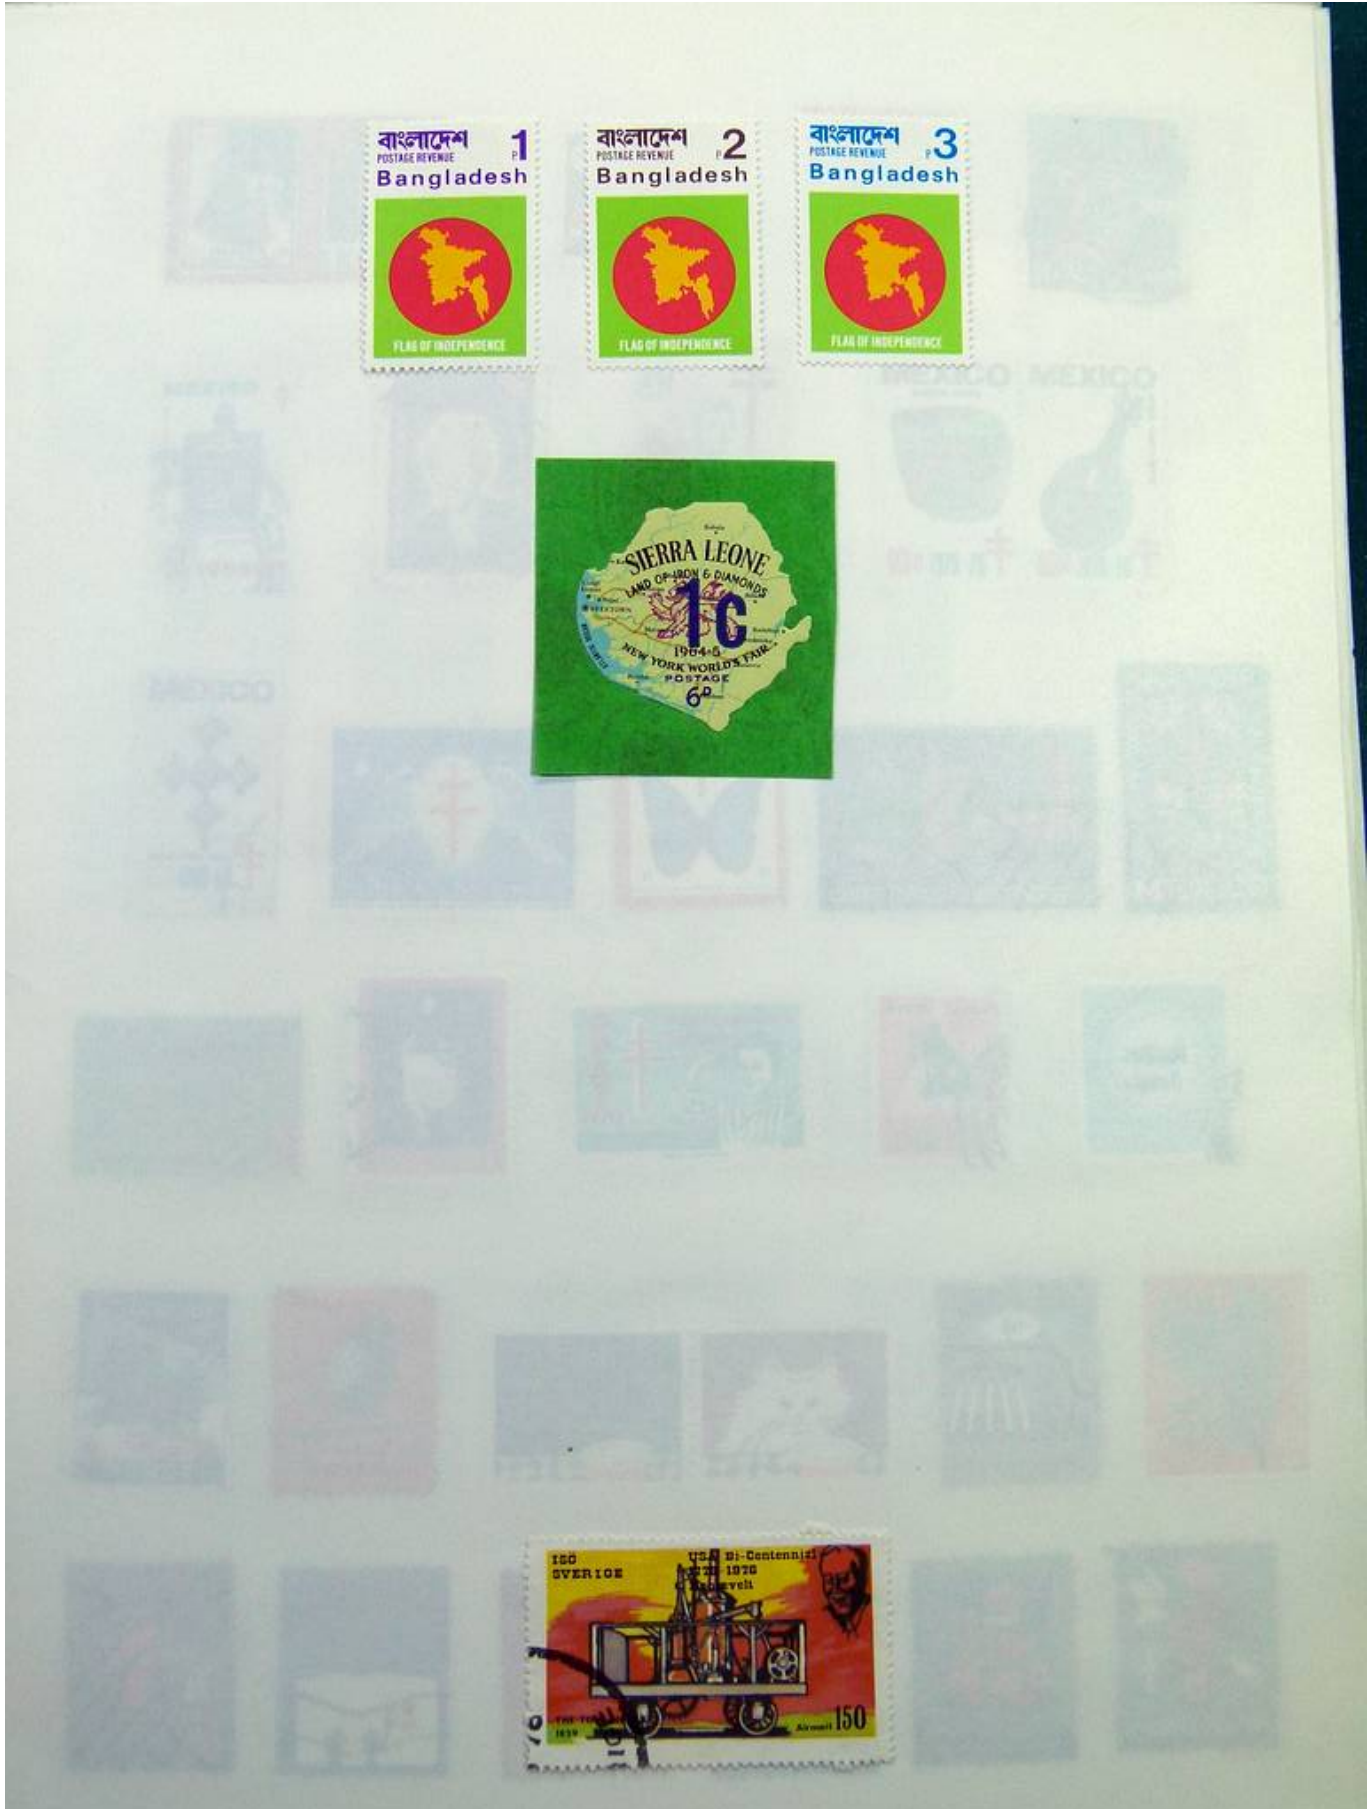 বাংলাদেশ 1
POSTAGE REVENUE P
Bangladesh
FLAG OF INDEPENDENCE
বাংলাদেশ 2
POSTAGE REVENUE P
Bangladesh
FLAG OF INDEPENDENCE
বাংলাদেশ 3
POSTAGE REVENUE P
Bangladesh
FLAG OF INDEPENDENCE
MEXICO MEXICO
SIERRA LEONE
LAND OF IRON & DIAMONDS
1c
1964-5
NEW YORK WORLD'S FAIR
POSTAGE
6D
MEXICO
ISO
SVERIGE
USA Bi-Centennial
1776-1976
Roosevelt
1859
Airmail 150